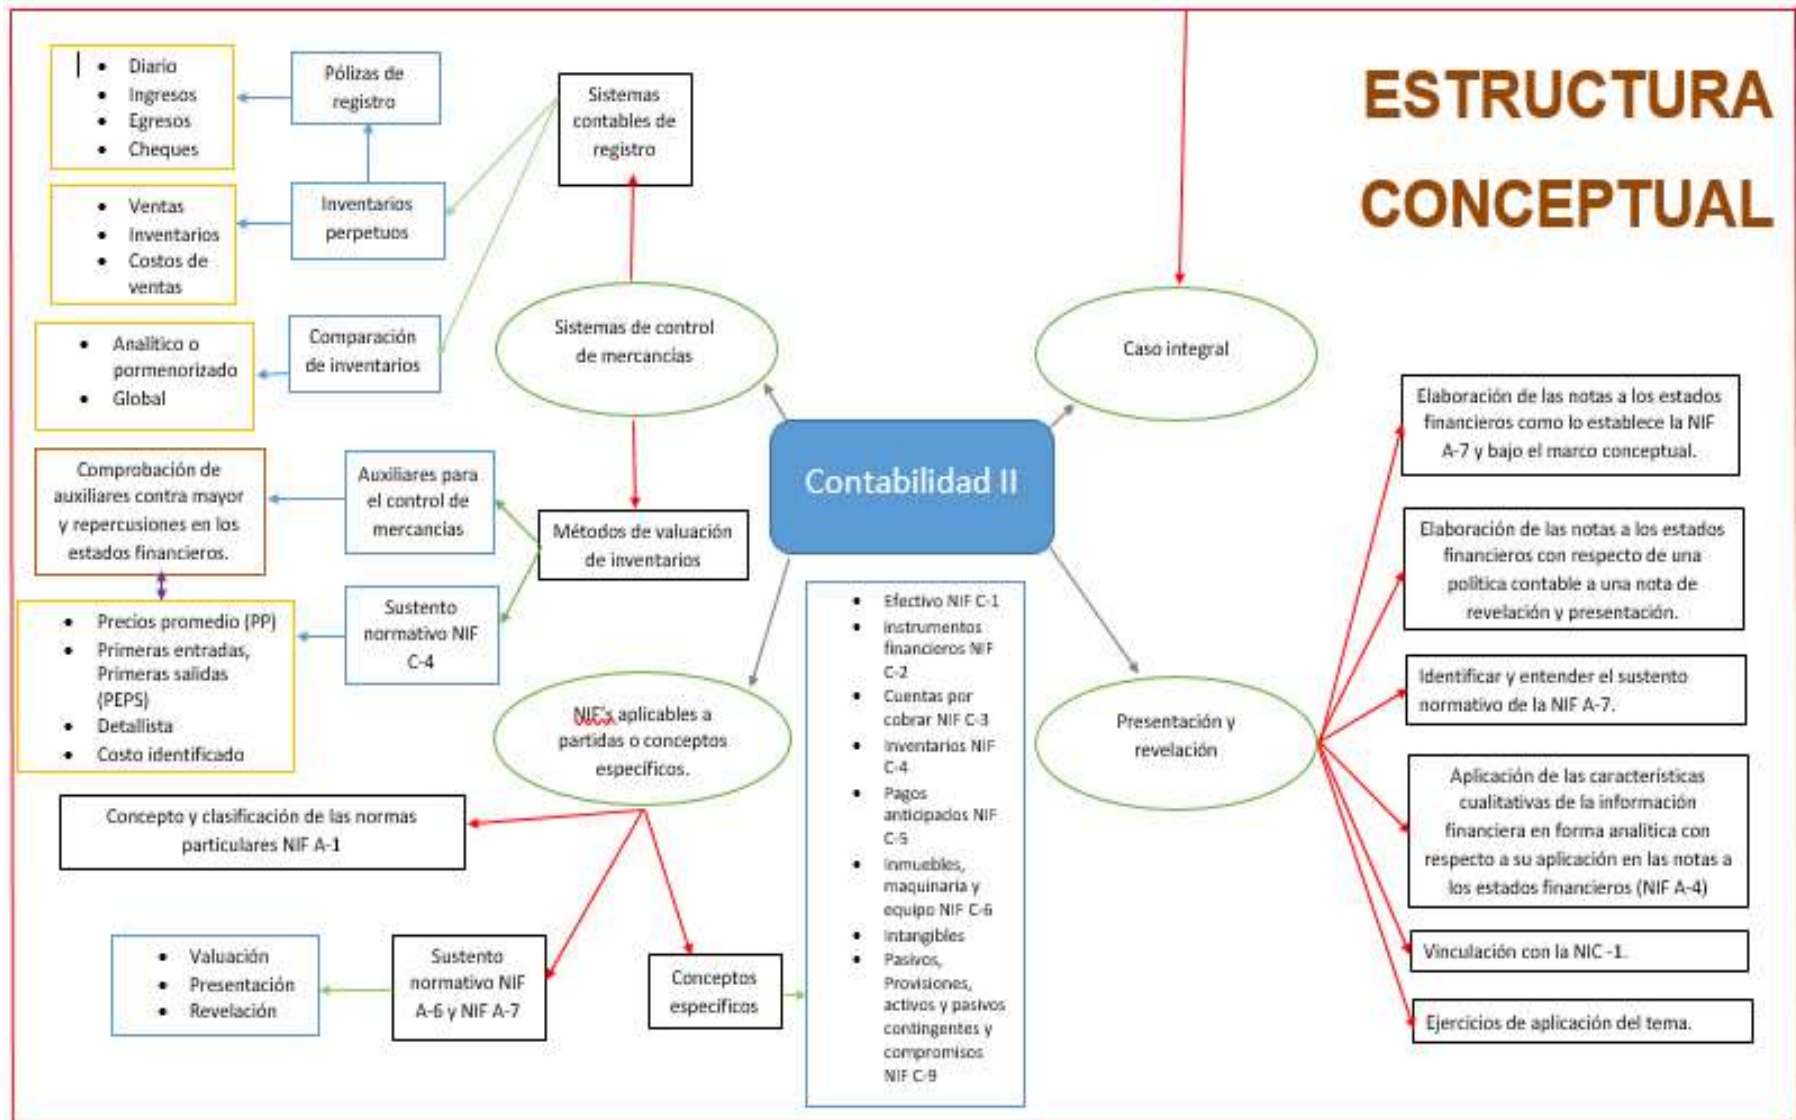 ESTRUCTURA
CONCEPTUAL
• Diario
• Ingresos
• Egresos
• Cheques
Pólizas de
registro
Sistemas
contables de
registro
• Ventas
• Inventarios
• Costos de
ventas
Inventarios
perpetuos
• Analítico o
pormenorizado
• Global
Comparación
de inventarios
Sistemas de control
de mercancías
Caso integral
Contabilidad II
Comprobación de
auxiliares contra mayor
y repercusiones en los
estados financieros.
Auxiliares para
el control de
mercancias
Métodos de valuación
de inventarios
• Precios promedio (PP)
• Primeras entradas,
Primeras salidas
(PEPS)
• Detallista
• Costo identificado
Sustento
normativo NIF
C-4
NIF's aplicables a
partidas o conceptos
específicos.
Concepto y clasificación de las normas
particulares NIF A-1
• Valuación
• Presentación
• Revelación
Sustento
normativo NIF
A-6 y NIF A-7
Conceptos
específicos
• Efectivo NIF C-1
• Instrumentos
financieros NIF
C-2
• Cuentas por
cobrar NIF C-3
• Inventarios NIF
C-4
• Pagos
anticipados NIF
C-5
• Inmuebles,
maquinaria y
equipo NIF C-6
• Intangibles
• Pasivos,
Provisiones,
activos y pasivos
contingentes y
compromisos
NIF C-9
Presentación y
revelación
Elaboración de las notas a los estados
financieros como lo establece la NIF
A-7 y bajo el marco conceptual.
Elaboración de las notas a los estados
financieros con respecto de una
política contable a una nota de
revelación y presentación.
Identificar y entender el sustento
normativo de la NIF A-7.
Aplicación de las características
cualitativas de la información
financiera en forma analítica con
respecto a su aplicación en las notas a
los estados financieros (NIF A-4)
Vinculación con la NIC -1.
Ejercicios de aplicación del tema.